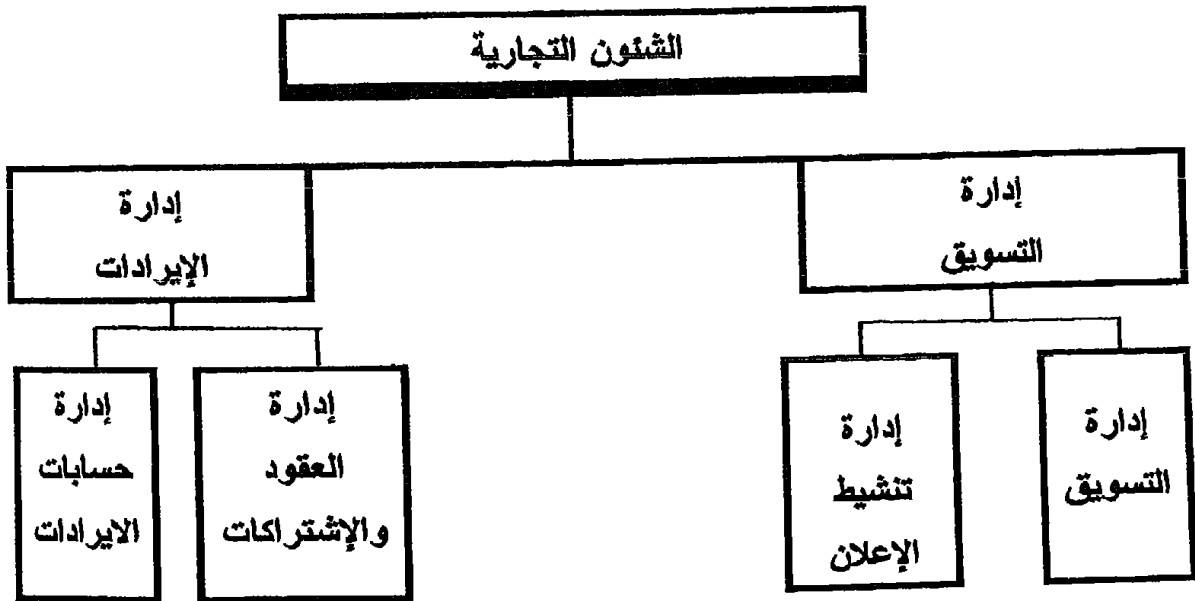 الشئون التجارية
إدارة
التسويق
إدارة
الإيرادات
إدارة
التسويق
إدارة
تنشيط
الإعلان
إدارة
العقود
والإشتراكات
إدارة
حسابات
الايرادات